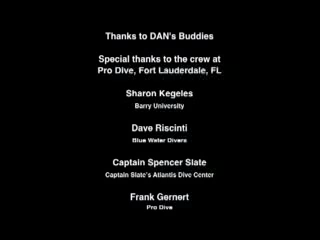 Thanks to DAN's Buddies
Special thanks to the crew at
Pro Dive, Fort Lauderdale, FL
Sharon Kegeles
Barry University
Dave Riscinti
Blue Water Divers
Captain Spencer Slate
Captain Slate's Atlantis Dive Center
Frank Gernert
Pro Dive